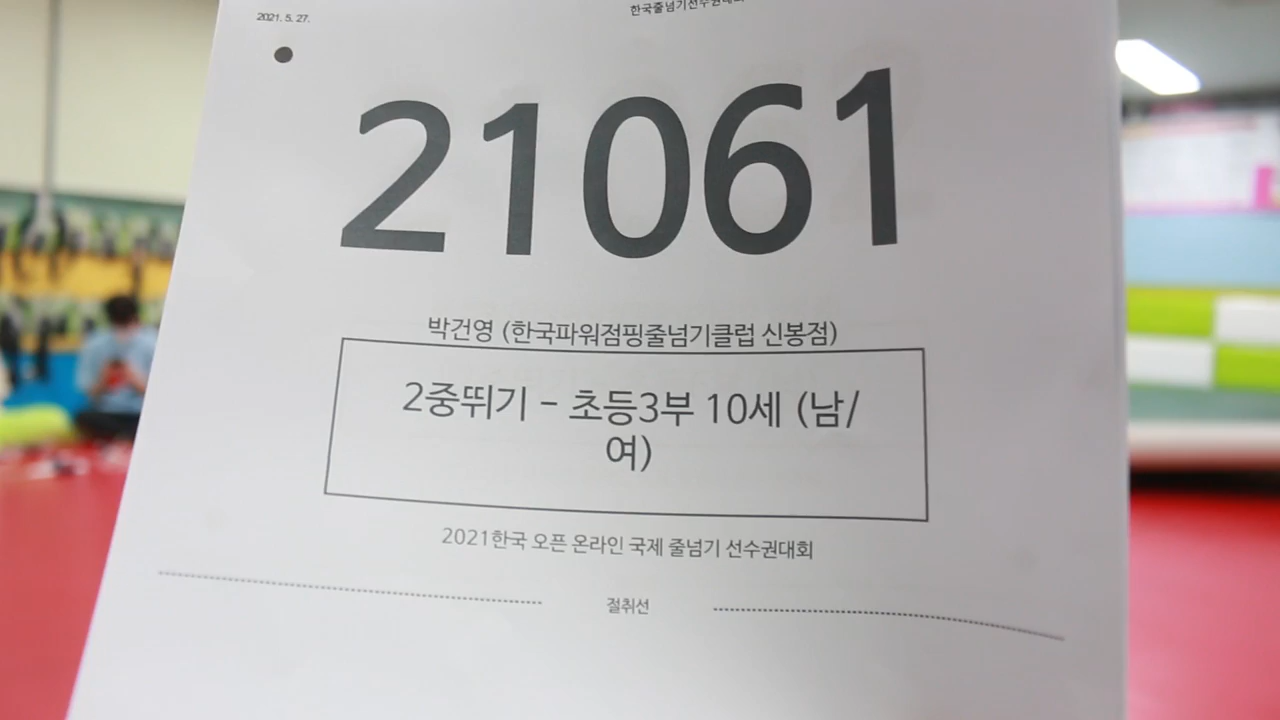 2021. 5. 27.
한국줄넘기선수권대회
21061
박건영 (한국파워점핑줄넘기클럽 신봉점)
2중뛰기 - 초등3부 10세 (남/
여)
2021한국 오픈 온라인 국제 줄넘기 선수권대회
절취선